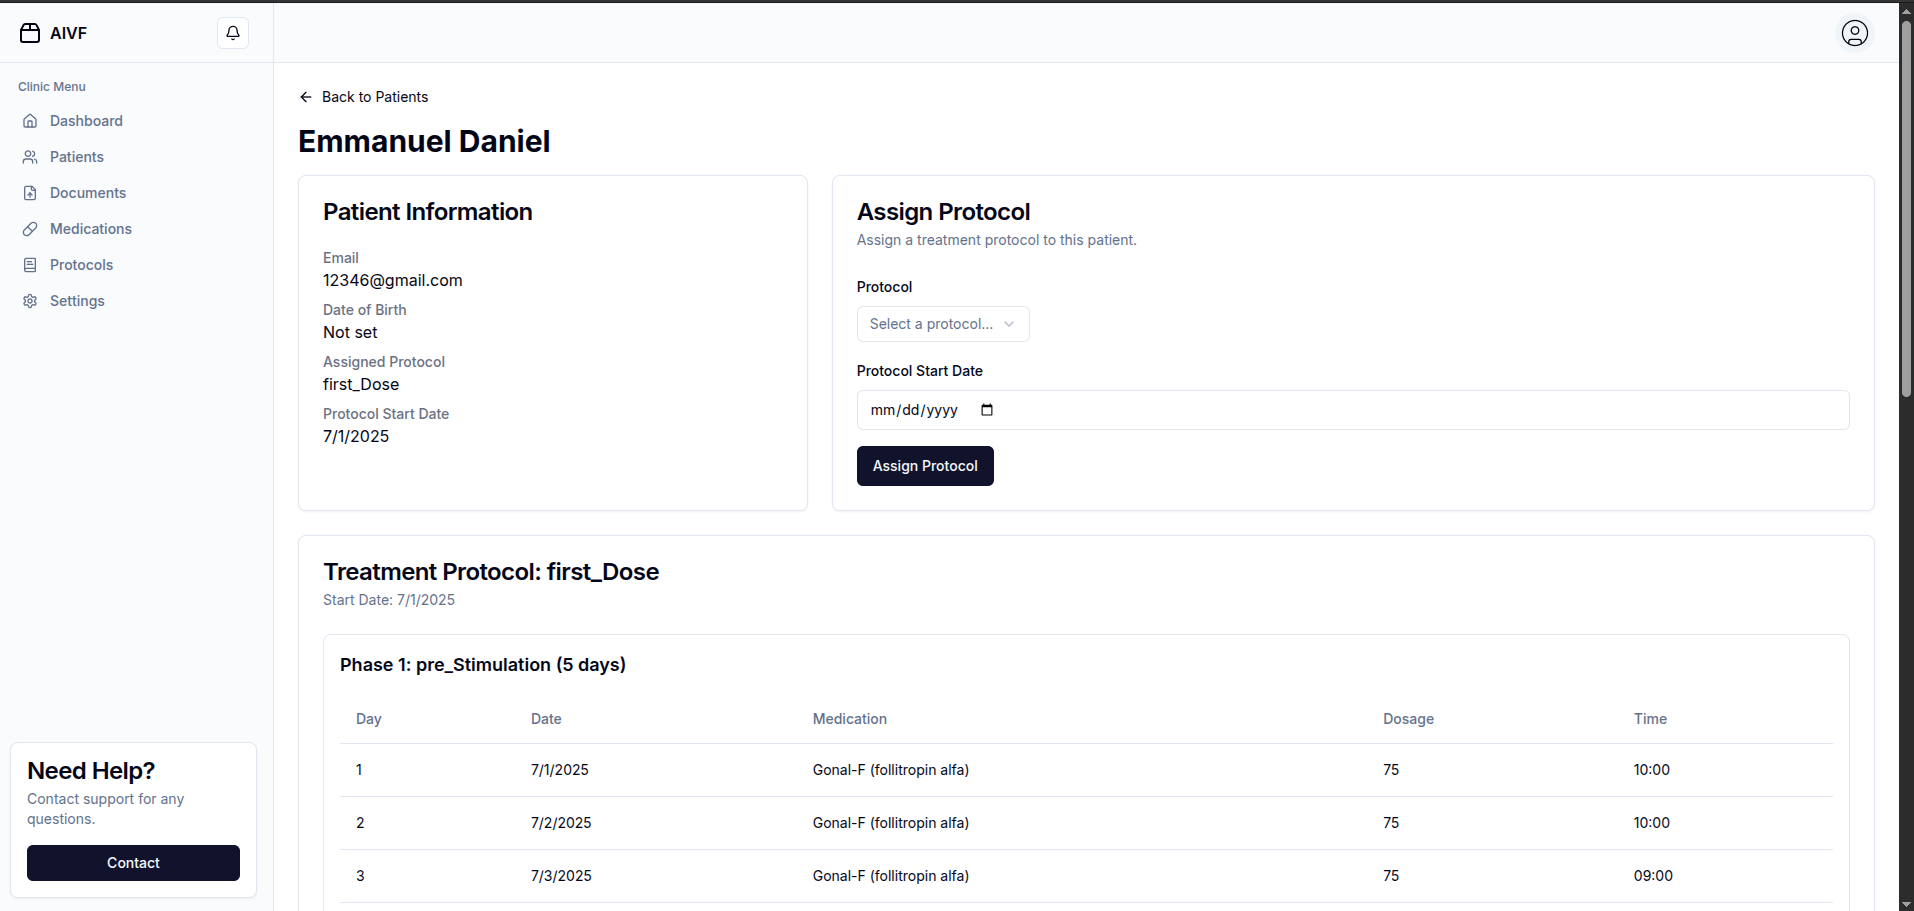 AIVF
Clinic Menu
Dashboard
Patients
Documents
Medications
Protocols
Settings
Need Help?
Contact support for any
questions.
Contact
Back to Patients
Emmanuel Daniel
Patient Information
Email
12346@gmail.com
Date of Birth
Not set
Assigned Protocol
first_Dose
Protocol Start Date
7/1/2025
Assign Protocol
Assign a treatment protocol to this patient.
Protocol
Select a protocol...
Protocol Start Date
mm/dd/yyyy
Assign Protocol
Treatment Protocol: first_Dose
Start Date: 7/1/2025
Phase 1: pre_Stimulation (5 days)
Day Date Medication Dosage Time
1 7/1/2025 Gonal-F (follitropin alfa) 75 10:00
2 7/2/2025 Gonal-F (follitropin alfa) 75 10:00
3 7/3/2025 Gonal-F (follitropin alfa) 75 09:00